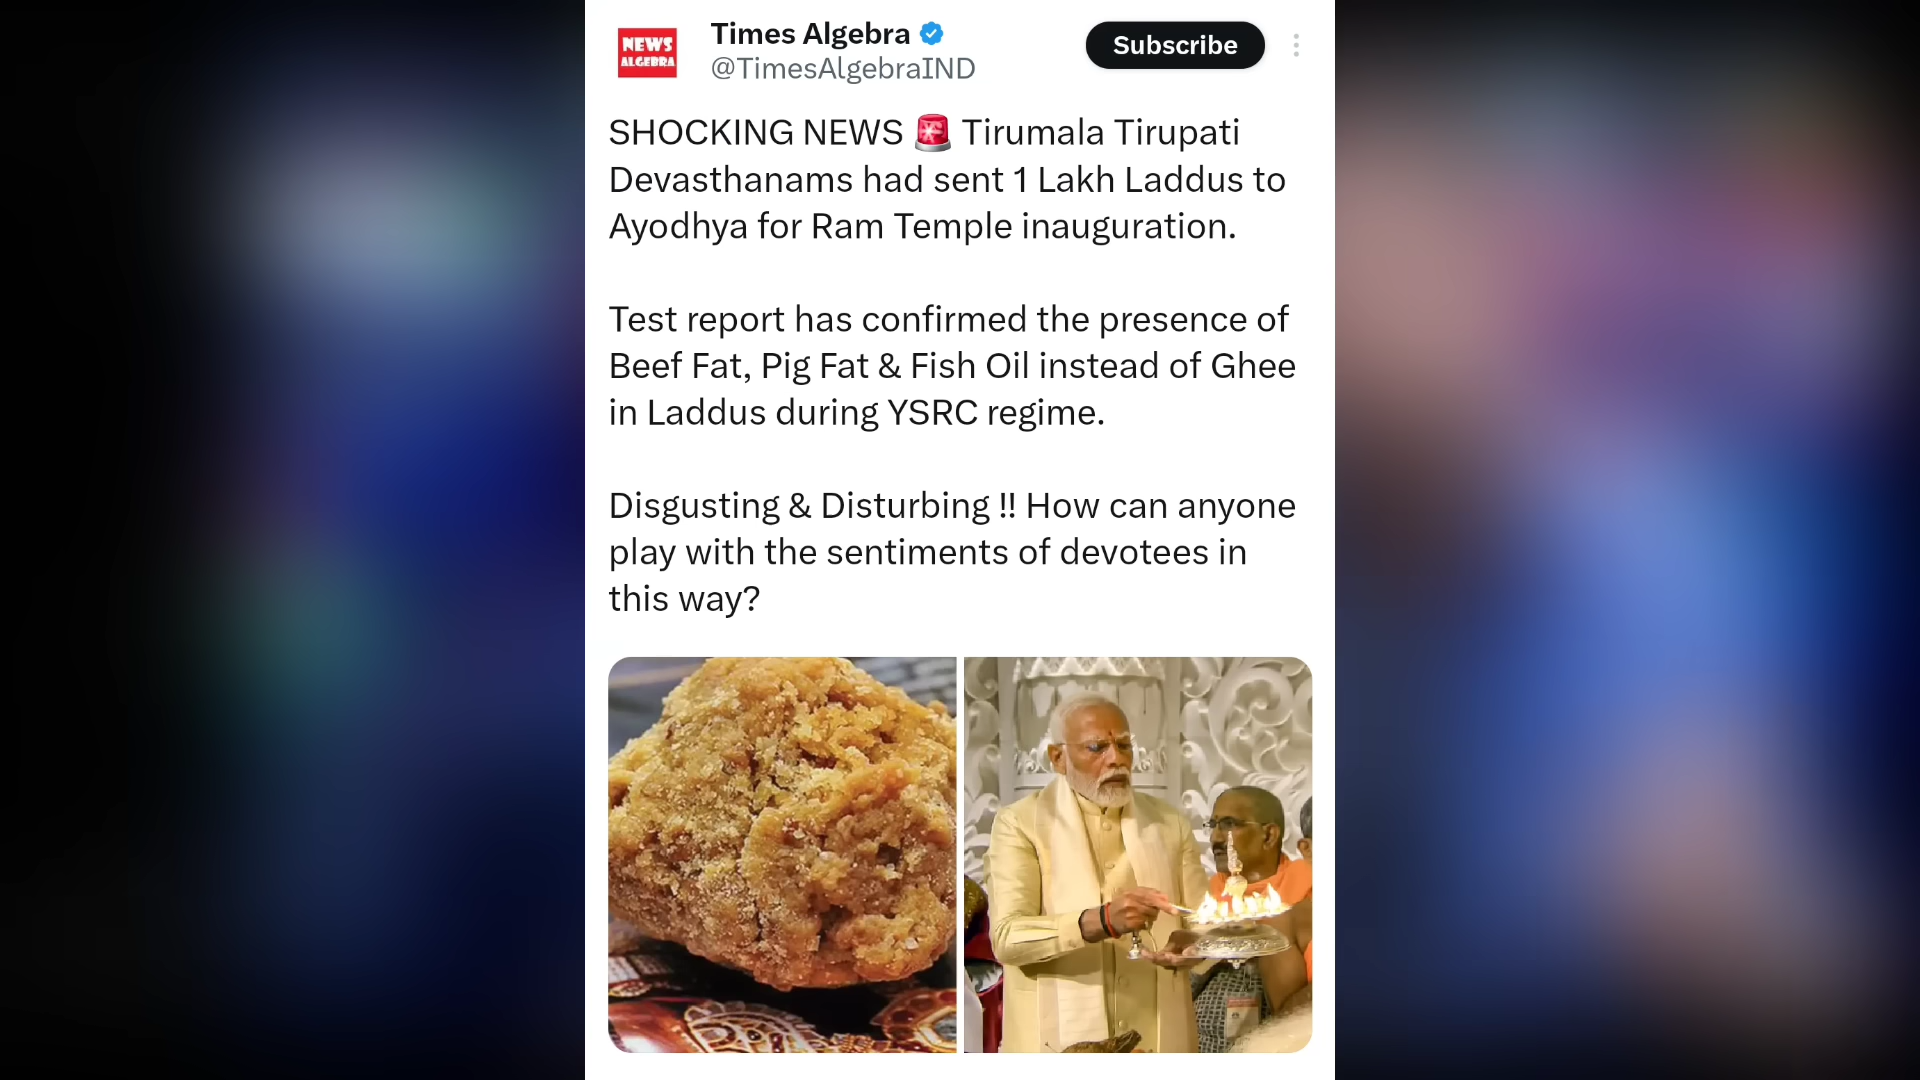 NEWS
ALGEBRA
Times Algebra
@TimesAlgebraIND
Subscribe
SHOCKING NEWS 🚨 Tirumala Tirupati
Devasthanams had sent 1 Lakh Laddus to
Ayodhya for Ram Temple inauguration.
Test report has confirmed the presence of
Beef Fat, Pig Fat & Fish Oil instead of Ghee
in Laddus during YSRC regime.
Disgusting & Disturbing !! How can anyone
play with the sentiments of devotees in
this way?